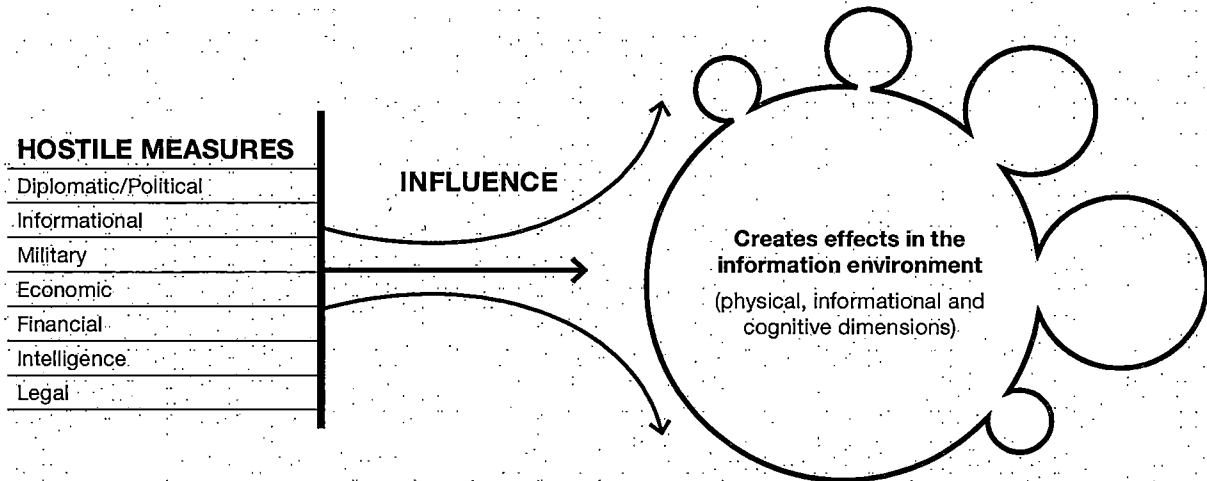 HOSTILE MEASURES
Diplomatic/Political
Informational
Military
Economic
Financial
Intelligence
Legal
INFLUENCE
Creates effects in the
information environment
(physical, informational and
cognitive dimensions)